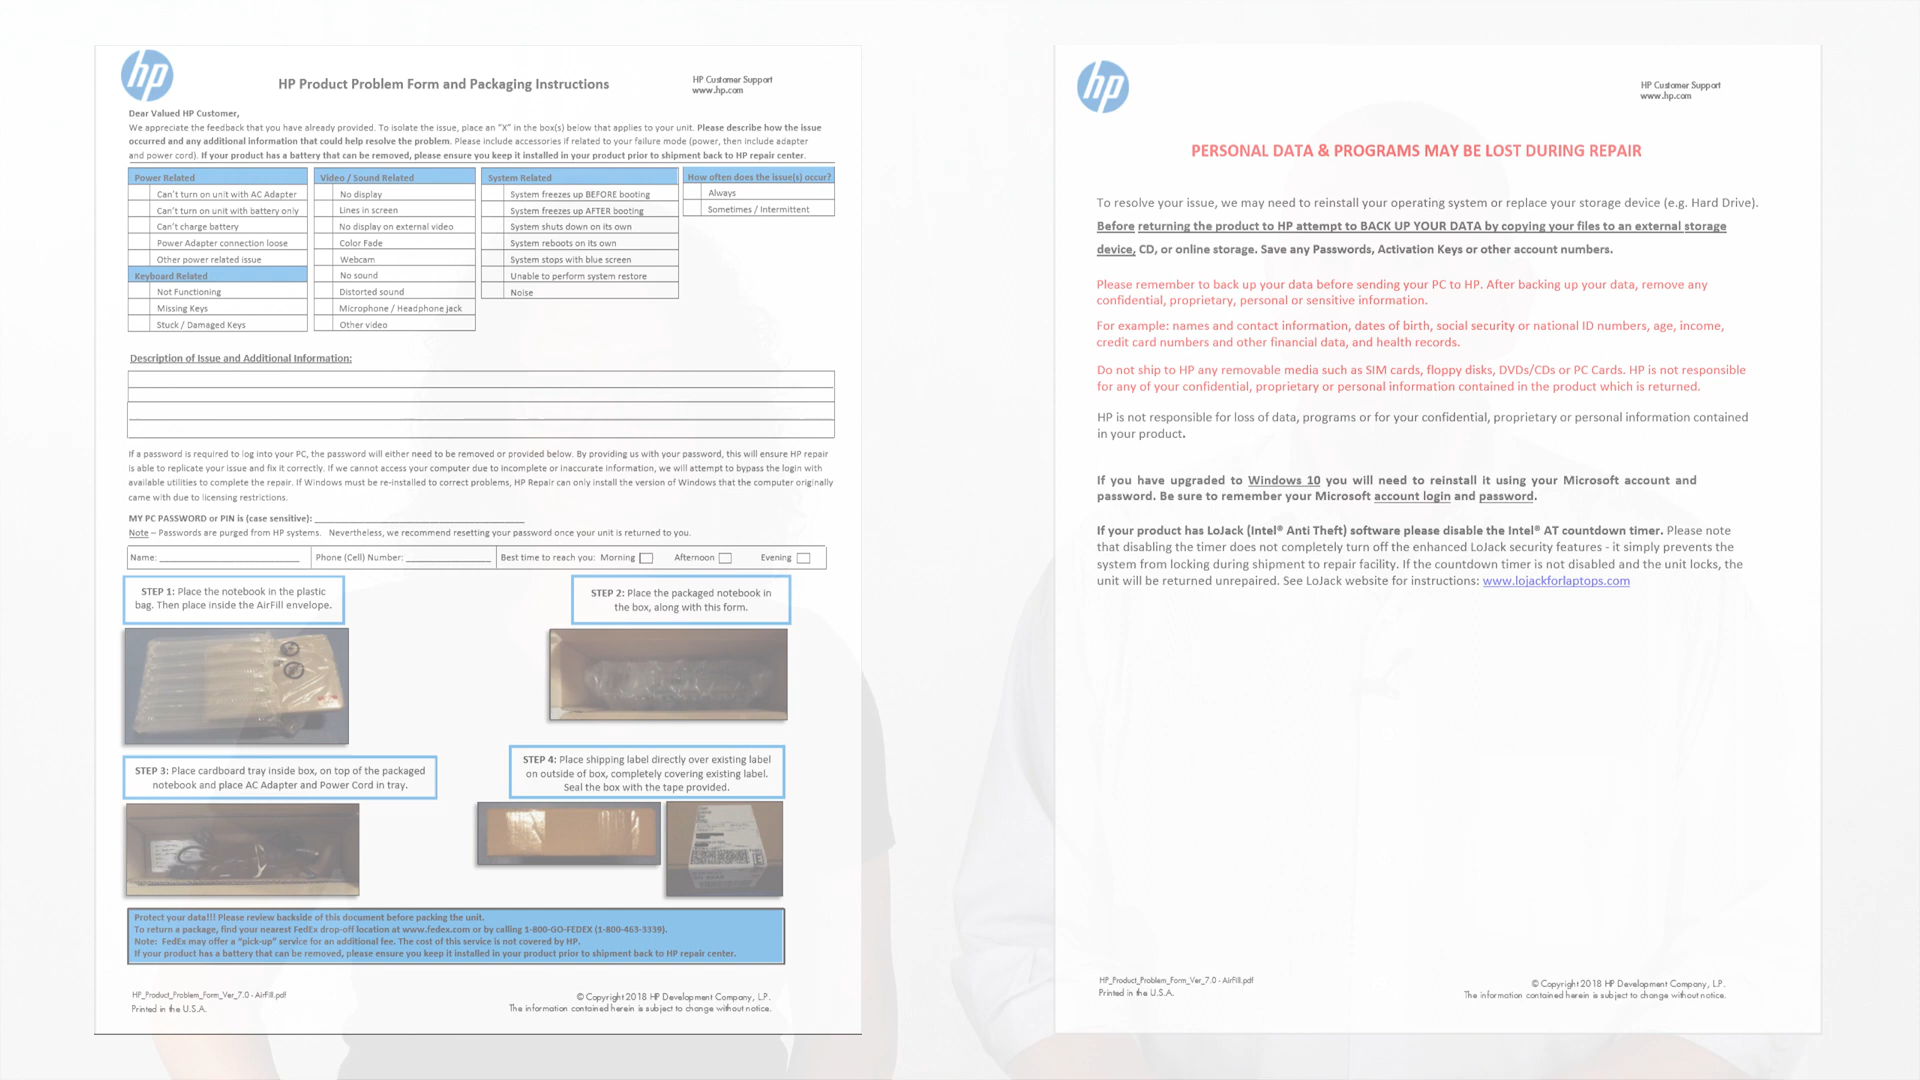 hp
HP Product Problem Form and Packaging Instructions
HP Customer Support
www.hp.com
Dear Valued HP Customer,
We appreciate the feedback that you have already provided. To isolate the issue, place an "X" in the box(s) below that applies to your unit. Please describe how the issue
occurred and any additional information that could help resolve the problem. Please include accessories if related to your failure mode (power, then include adapter
and power cord). If your product has a battery that can be removed, please ensure you keep it installed in your product prior to shipment back to HP repair center.
Power Related
Can't turn on unit with AC Adapter
Can't turn on unit with battery only
Can't charge battery
Power Adapter connection loose
Other power related issue
Keyboard Related
Not Functioning
Missing Keys
Stuck / Damaged Keys
Video / Sound Related
No display
Lines in screen
No display on external video
Color Fade
Webcam
No sound
Distorted sound
Microphone / Headphone jack
Other video
System Related
System freezes up BEFORE booting
System freezes up AFTER booting
System shuts down on its own
System reboots on its own
System stops with blue screen
Unable to perform system restore
Noise
How often does the issue(s) occur?
Always
Sometimes / Intermittent
Description of Issue and Additional Information:
If a password is required to log into your PC, the password will either need to be removed or provided below. By providing us with your password, this will ensure HP repair
is able to replicate your issue and fix it correctly. If we cannot access your computer due to incomplete or inaccurate information, we will attempt to bypass the login with
available utilities to complete the repair. If Windows must be re-installed to correct problems, HP Repair can only install the version of Windows that the computer originally
came with due to licensing restrictions.
MY PC PASSWORD or PIN is (case sensitive):
Note – Passwords are purged from HP systems. Nevertheless, we recommend resetting your password once your unit is returned to you.
Name: Phone (Cell) Number: Best time to reach you: Morning Afternoon Evening
STEP 1: Place the notebook in the plastic
bag. Then place inside the AirFill envelope.
STEP 2: Place the packaged notebook in
the box, along with this form.
STEP 3: Place cardboard tray inside box, on top of the packaged
notebook and place AC Adapter and Power Cord in tray.
STEP 4: Place shipping label directly over existing label
on outside of box, completely covering existing label.
Seal the box with the tape provided.
Protect your data!!! Please review backside of this document before packing the unit.
To return a package, find your nearest FedEx drop-off location at www.fedex.com or by calling 1-800-GO-FEDEX (1-800-463-3339).
Note: FedEx may offer a "pick-up" service for an additional fee. The cost of this service is not covered by HP.
If your product has a battery that can be removed, please ensure you keep it installed in your product prior to shipment back to HP repair center.
HP_Product_Problem_Form_Ver_7.0 - AirFill.pdf
Printed in the U.S.A.
© Copyright 2018 HP Development Company, L.P.
The information contained herein is subject to change without notice.
hp
HP Customer Support
www.hp.com
PERSONAL DATA & PROGRAMS MAY BE LOST DURING REPAIR
To resolve your issue, we may need to reinstall your operating system or replace your storage device (e.g. Hard Drive).
Before returning the product to HP attempt to BACK UP YOUR DATA by copying your files to an external storage
device, CD, or online storage. Save any Passwords, Activation Keys or other account numbers.
Please remember to back up your data before sending your PC to HP. After backing up your data, remove any
confidential, proprietary, personal or sensitive information.
For example: names and contact information, dates of birth, social security or national ID numbers, age, income,
credit card numbers and other financial data, and health records.
Do not ship to HP any removable media such as SIM cards, floppy disks, DVDs/CDs or PC Cards. HP is not responsible
for any of your confidential, proprietary or personal information contained in the product which is returned.
HP is not responsible for loss of data, programs or for your confidential, proprietary or personal information contained
in your product.
If you have upgraded to Windows 10 you will need to reinstall it using your Microsoft account and
password. Be sure to remember your Microsoft account login and password.
If your product has LoJack (Intel® Anti Theft) software please disable the Intel® AT countdown timer. Please note
that disabling the timer does not completely turn off the enhanced LoJack security features - it simply prevents the
system from locking during shipment to repair facility. If the countdown timer is not disabled and the unit locks, the
unit will be returned unrepaired. See LoJack website for instructions: www.lojackforlaptops.com
HP_Product_Problem_Form_Ver_7.0 - AirFill.pdf
Printed in the U.S.A.
© Copyright 2018 HP Development Company, L.P.
The information contained herein is subject to change without notice.